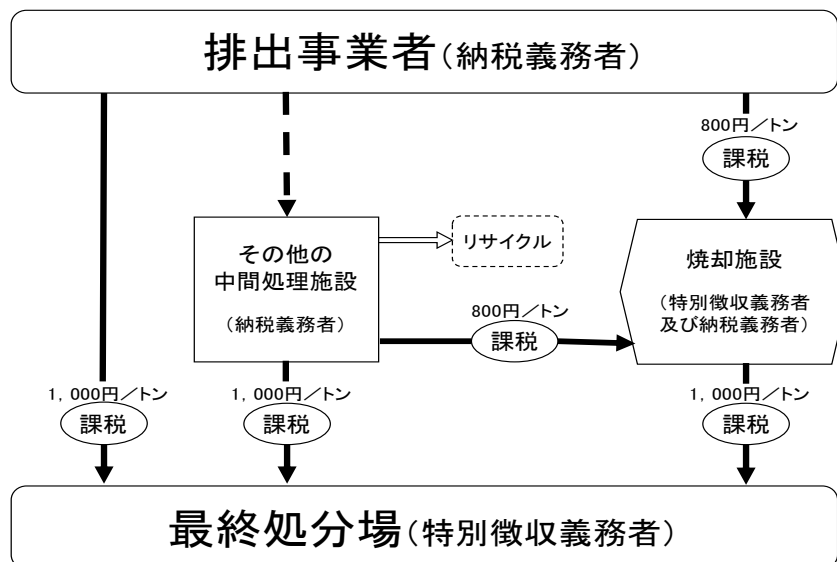 排出事業者(納税義務者)
800円／トン
課税
その他の
中間処理施設
(納税義務者)
リサイクル
焼却施設
(特別徴収義務者
及び納税義務者)
800円／トン
課税
1，000円／トン
課税
1，000円／トン
課税
1，000円／トン
課税
最終処分場(特別徴収義務者)